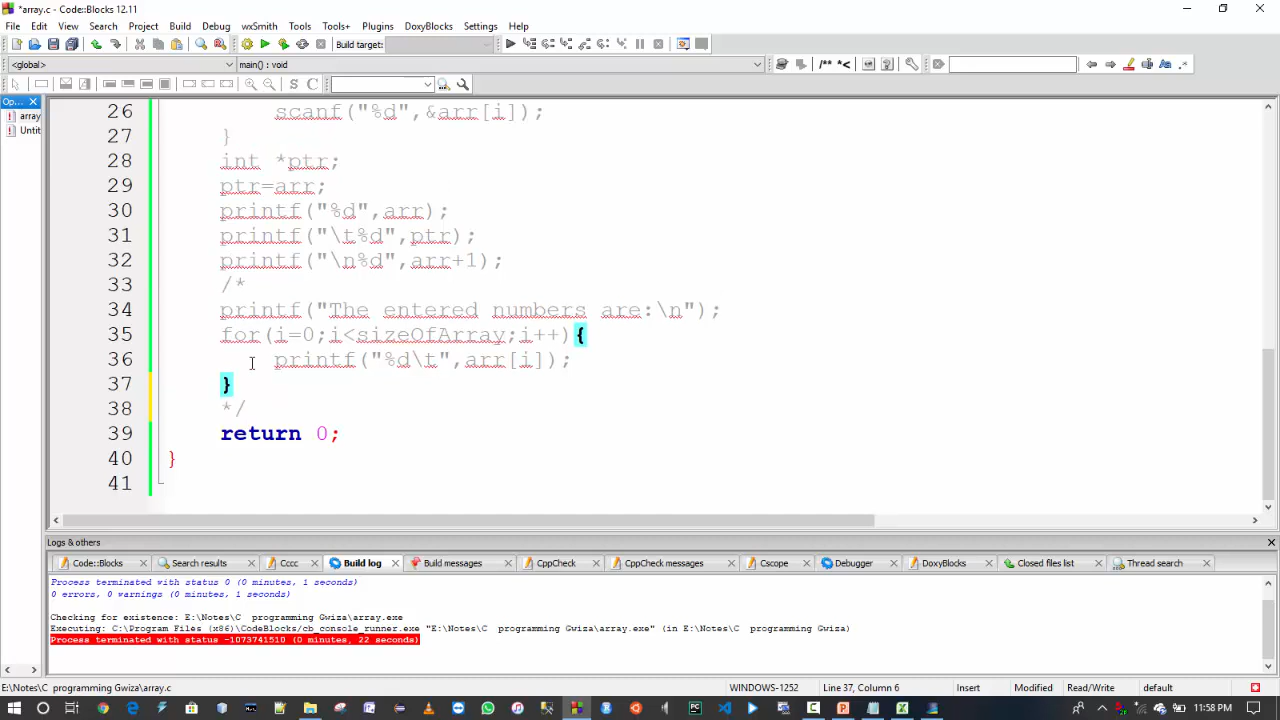 *array.c - Code::Blocks 12.11
File Edit View Search Project Build Debug wxSmith Tools Tools+ Plugins DoxyBlocks Settings Help
Build target:
/** *<
<global> main() : void
S C
Op...
array
Untit
26 scanf("%d",&arr[i]);
27 }
28 int *ptr;
29 ptr=arr;
30 printf("%d",arr);
31 printf("\t%d",ptr);
32 printf("\n%d",arr+1);
33 /*
34 printf("The entered numbers are:\n");
35 for(i=0;i<sizeOfArray;i++){
36 printf("%d\t",arr[i]);
37 }
38 */
39 return 0;
40 }
41
Logs & others
Code::Blocks Search results Cccc Build log Build messages CppCheck CppCheck messages Cscope Debugger DoxyBlocks Closed files list Thread search
Process terminated with status 0 (0 minutes, 1 seconds)
0 errors, 0 warnings (0 minutes, 1 seconds)
Checking for existence: E:\Notes\C programming Gwiza\array.exe
Executing: C:\Program Files (x86)\CodeBlocks/cb_console_runner.exe "E:\Notes\C programming Gwiza\array.exe" (in E:\Notes\C programming Gwiza)
Process terminated with status -1073741510 (0 minutes, 22 seconds)
E:\Notes\C programming Gwiza\array.c WINDOWS-1252 Line 37, Column 6 Insert Modified Read/Write default
11:58 PM